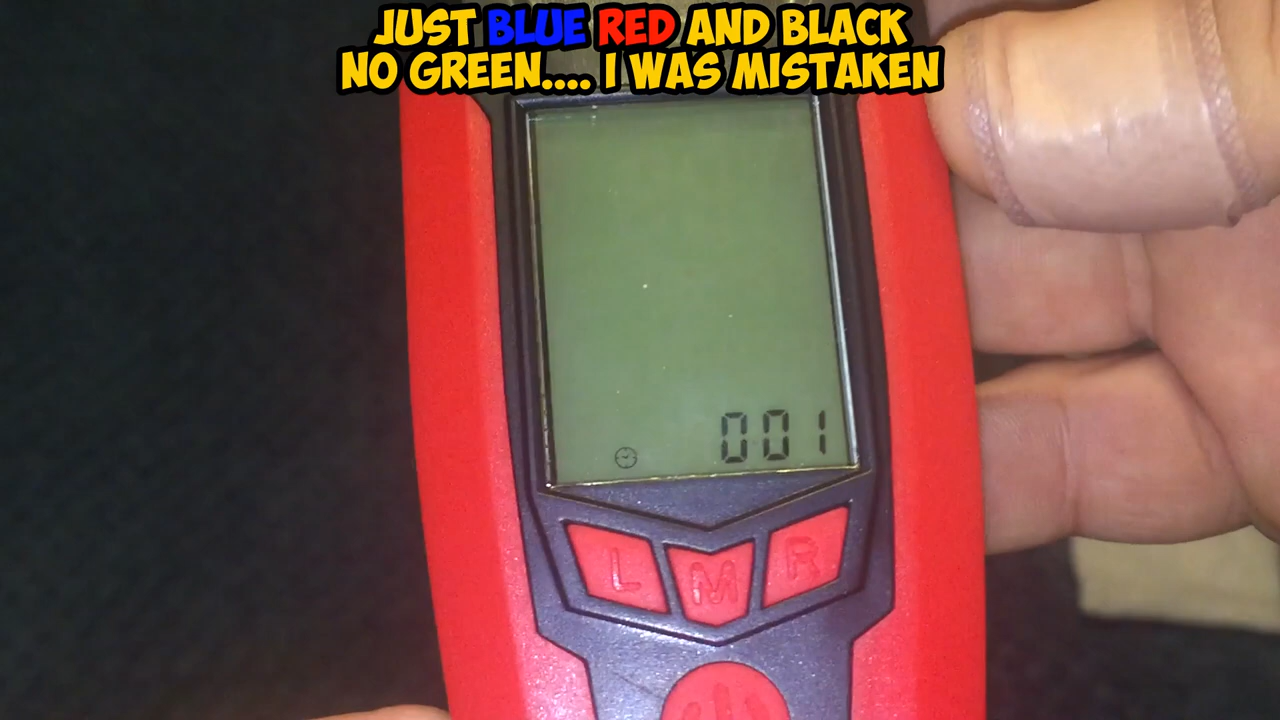 JUST BLUE RED AND BLACK
NO GREEN.... I WAS MISTAKEN
001
L M R